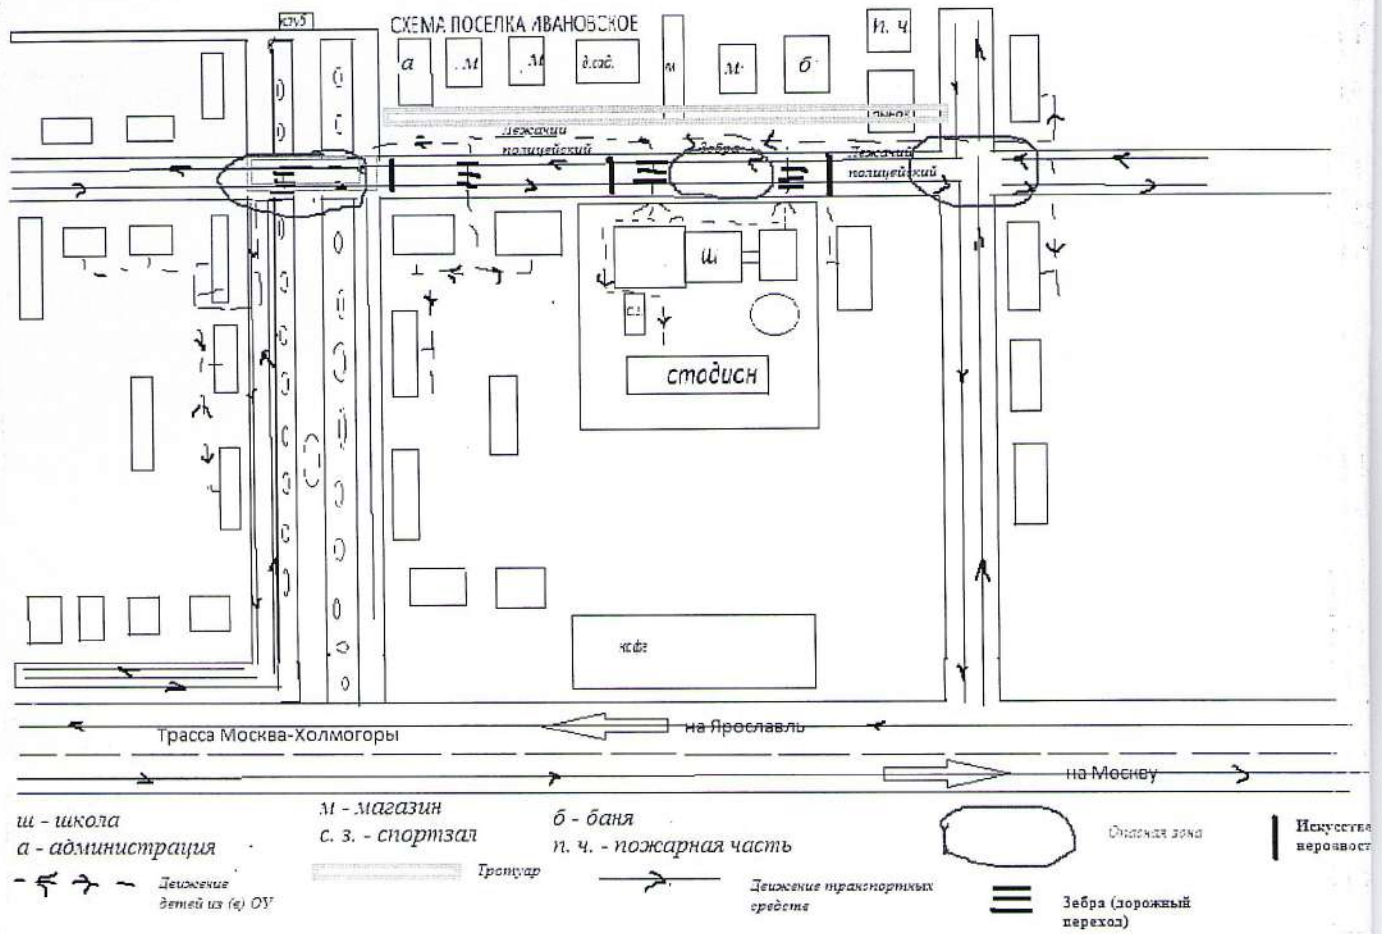 клуб
СХЕМА ПОСЕЛКА ИВАНОВСКОЕ
п. ч.
а
м
м
д.сад.
м
м
б
рынок
Лежачий
полицейский
Зебра
Лежачий
полицейский
ш
с.з.
стадион
кафе
на Ярославль
Трасса Москва-Холмогоры
на Москву
ш - школа
а - администрация
м - магазин
с. з. - спортзал
б - баня
п. ч. - пожарная часть
Опасная зона
Искусстве
неровност
Движение
детей из (в) ОУ
Тротуар
Движение транспортных
средств
Зебра (дорожный
переход)